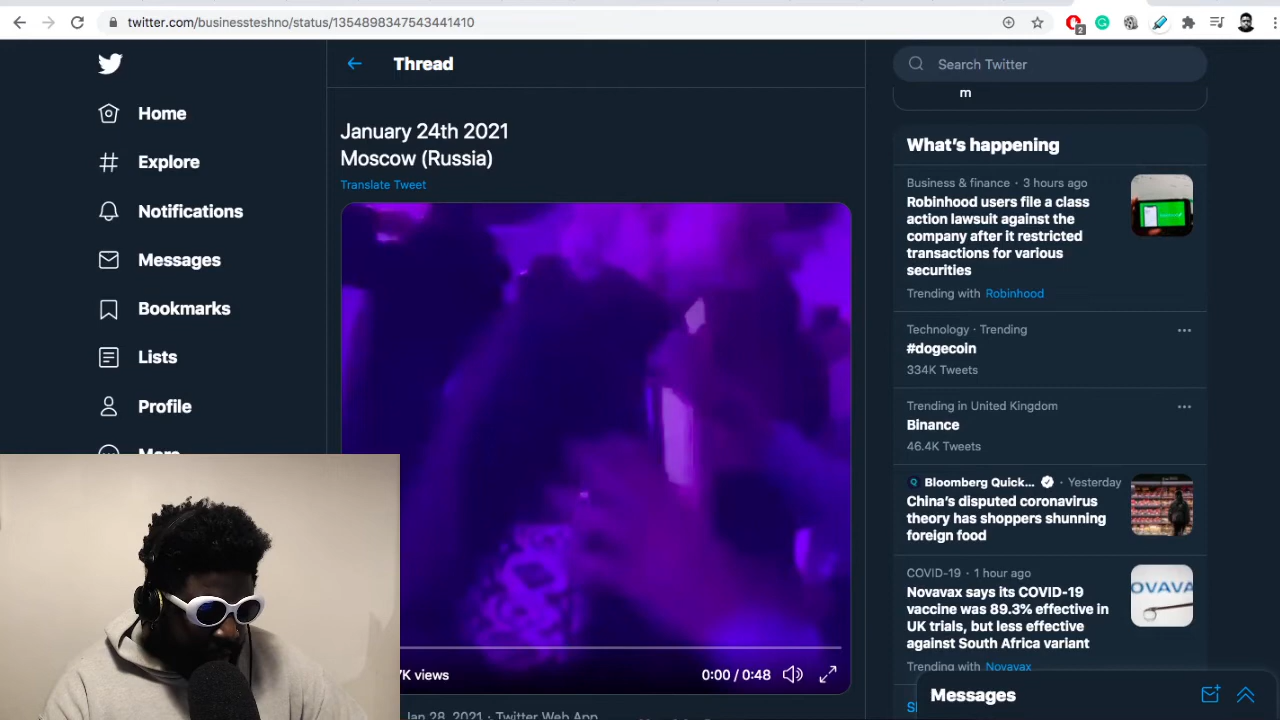 twitter.com/businessteshno/status/1354898347543441410
2
Home
Explore
Notifications
Messages
Bookmarks
Lists
Profile
More
Thread
January 24th 2021
Moscow (Russia)
Translate Tweet
7K views
0:00 / 0:48
Jan 28, 2021 · Twitter Web App
Search Twitter
m
What's happening
Business & finance · 3 hours ago
Robinhood users file a class
action lawsuit against the
company after it restricted
transactions for various
securities
Trending with Robinhood
Technology · Trending
#dogecoin
334K Tweets
Trending in United Kingdom
Binance
46.4K Tweets
Bloomberg Quick... · Yesterday
China's disputed coronavirus
theory has shoppers shunning
foreign food
COVID-19 · 1 hour ago
Novavax says its COVID-19
vaccine was 89.3% effective in
UK trials, but less effective
against South Africa variant
OVAVA
Trending with Novavax
Messages